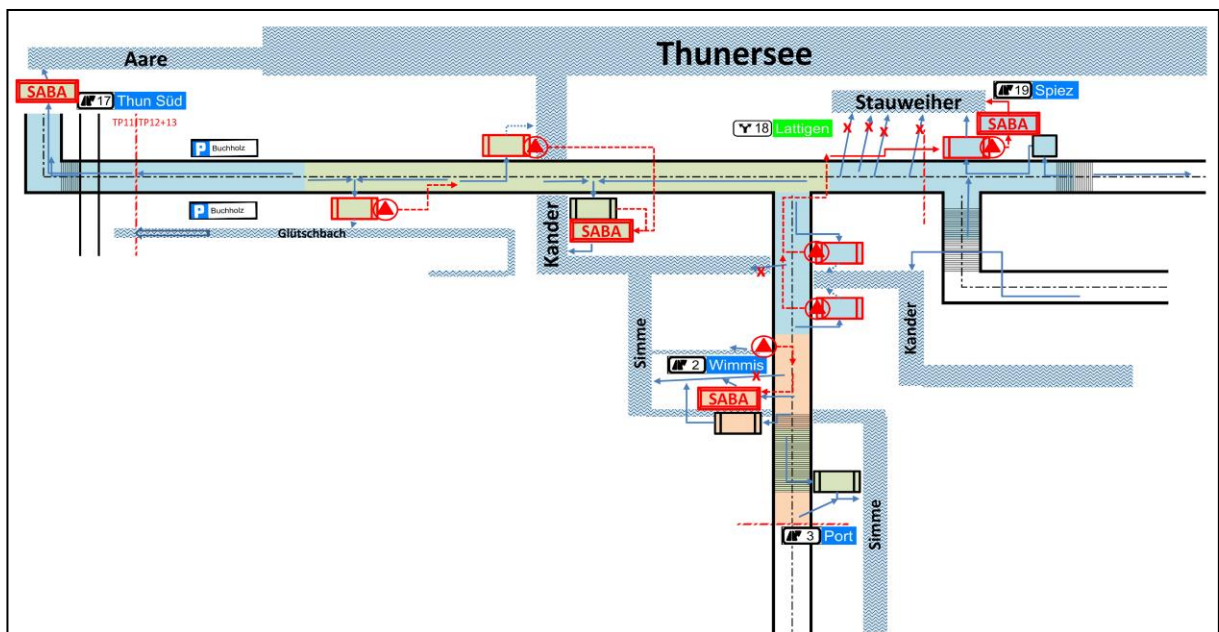 Thunersee
Aare
SABA
17 Thun Süd
TP11 TP12+13
P Buchholz
18 Lattigen
Stauweiher
19 Spiez
SABA
P Buchholz
Glütschbach
Kander
SABA
Simme
Kander
2 Wimmis
SABA
3 Port
Simme
X
X
X
X
X
X